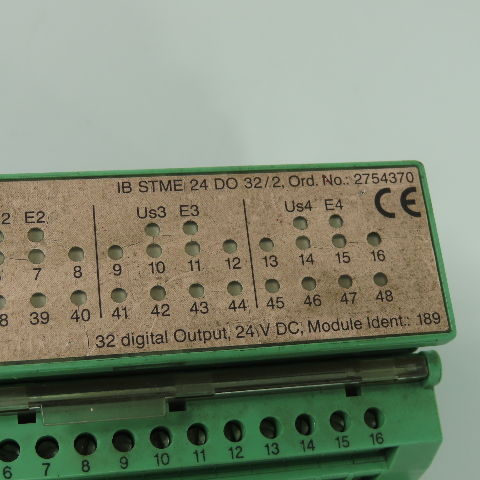 IB STME 24 DO 32/2, Ord. No.: 2754370
2 E2 Us3 E3 Us4 E4 CE
7 8 9 10 11 12 13 14 15 16
8 39 40 41 42 43 44 45 46 47 48
32 digital Output, 24 V DC, Module Ident.: 189
6 7 8 9 10 11 12 13 14 15 16